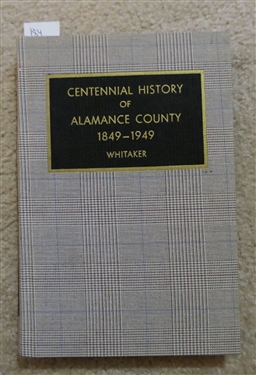 CENTENNIAL HISTORY
OF
ALAMANCE COUNTY
1849-1949
WHITAKER